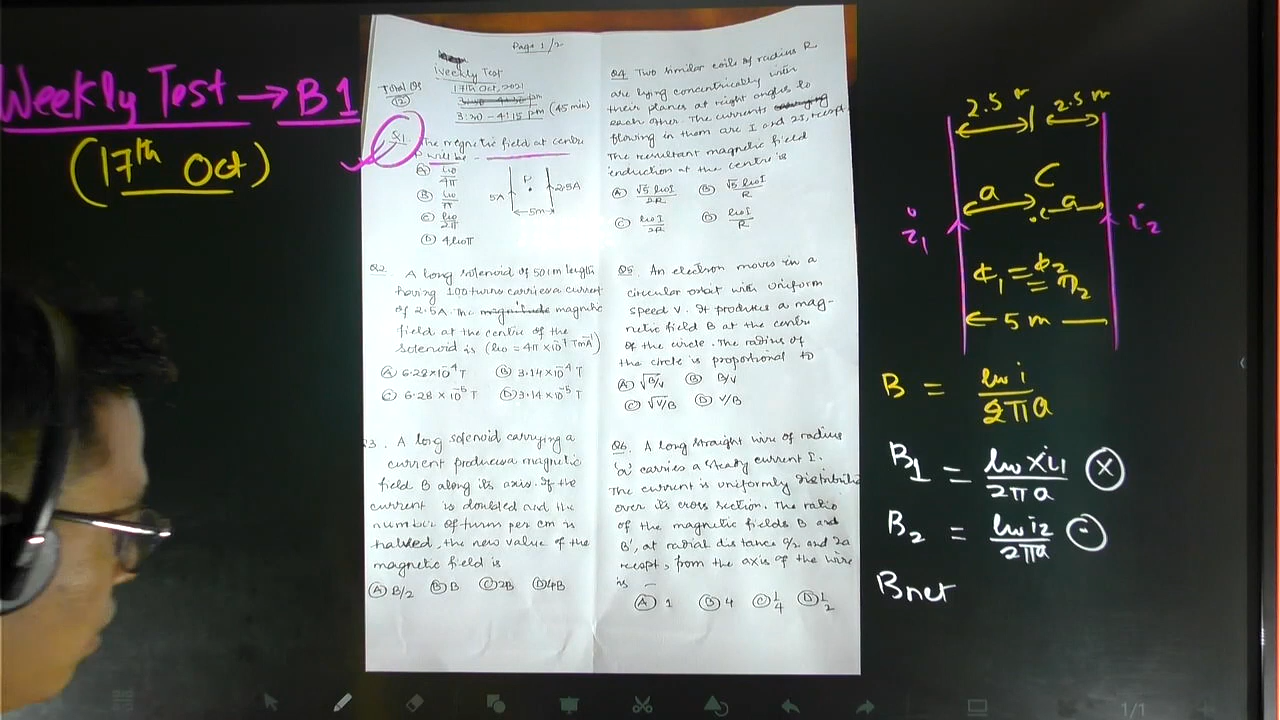 Weekly Test → B1
(17th Oct)
Page 1/2
Weekly Test
Total Qs
(12)
17th Oct, 2021
3:30 - 4:15 pm (45 min)
Q1 The magnetic field at centre
P will be -
(A) μ0/4π
(B) μ0/π
(C) μ0/2π
(D) 4μ0π
P
5A
2.5A
5m
Q2 A long solenoid of 50cm length
having 100 turns carries a current
of 2.5A. The magnetic
field at the centre of the
solenoid is (μ0 = 4π × 10⁻⁷ TmA⁻¹)
(A) 6.28×10⁻⁴ T (B) 3.14×10⁻⁴ T
(C) 6.28 × 10⁻⁵ T (D) 3.14×10⁻⁵ T
Q3. A long solenoid carrying a
current produces a magnetic
field B along its axis. If the
current is doubled and the
number of turns per cm is
halved, the new value of the
magnetic field is
(A) B/2 (B) B (C) 2B (D) 4B
Q4 Two similar coils of radius R
are lying concentrically with
their planes at right angles to
each other. The currents
flowing in them are I and 2I, respt.
The resultant magnetic field
induction at the centre is
(A) √5 μ0I/2R (B) √5 μ0I/R
(C) μ0I/2R (D) μ0I/R
Q5. An electron moves in a
circular orbit with uniform
speed v. It produces a mag-
netic field B at the centre
of the circle. The radius of
the circle is proportional to
(A) √B/v (B) B/v
(C) √v/B (D) v/B
Q6. A long straight wire of radius
'a' carries a steady current I.
The current is uniformly distributed
over its cross section. The ratio
of the magnetic fields B and
B', at radial distance a/2 and 2a
respt, from the axis of the wire
is -
(A) 1 (B) 4 (C) 1/4 (D) 1/2
2.5 m 2.5 m
a C a
i1 i2
5 m
B = μ0 i/2πa
B1 = μ0 × i1/2πa ⊗
B2 = μ0 i2/2πa ⊙
Bnet
1/1